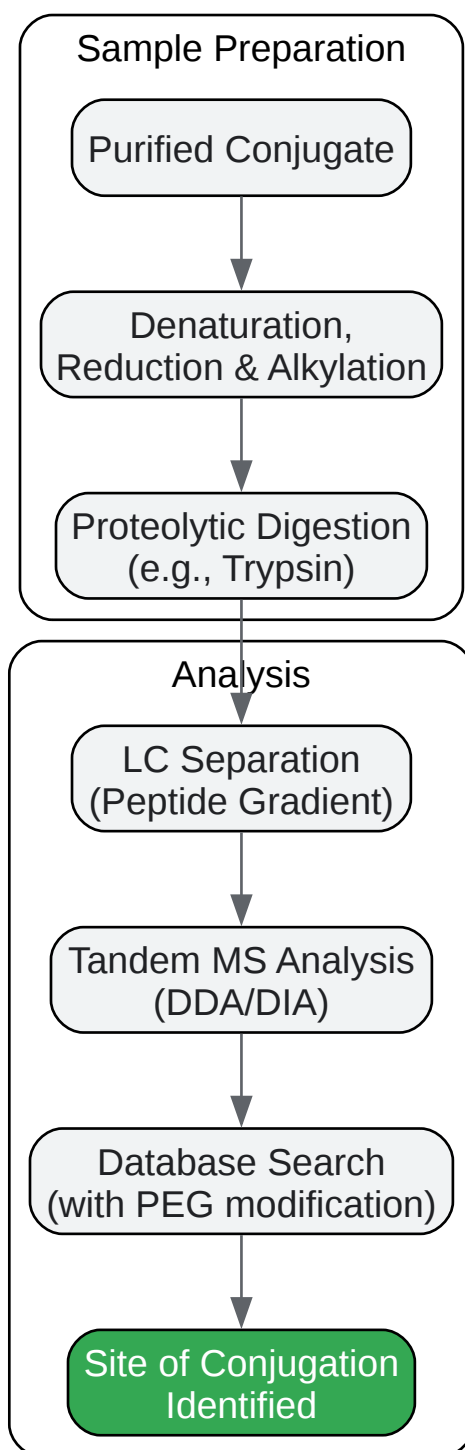 Sample Preparation
Purified Conjugate
Denaturation,
Reduction & Alkylation
Proteolytic Digestion
(e.g., Trypsin)
Analysis
LC Separation
(Peptide Gradient)
Tandem MS Analysis
(DDA/DIA)
Database Search
(with PEG modification)
Site of Conjugation
Identified